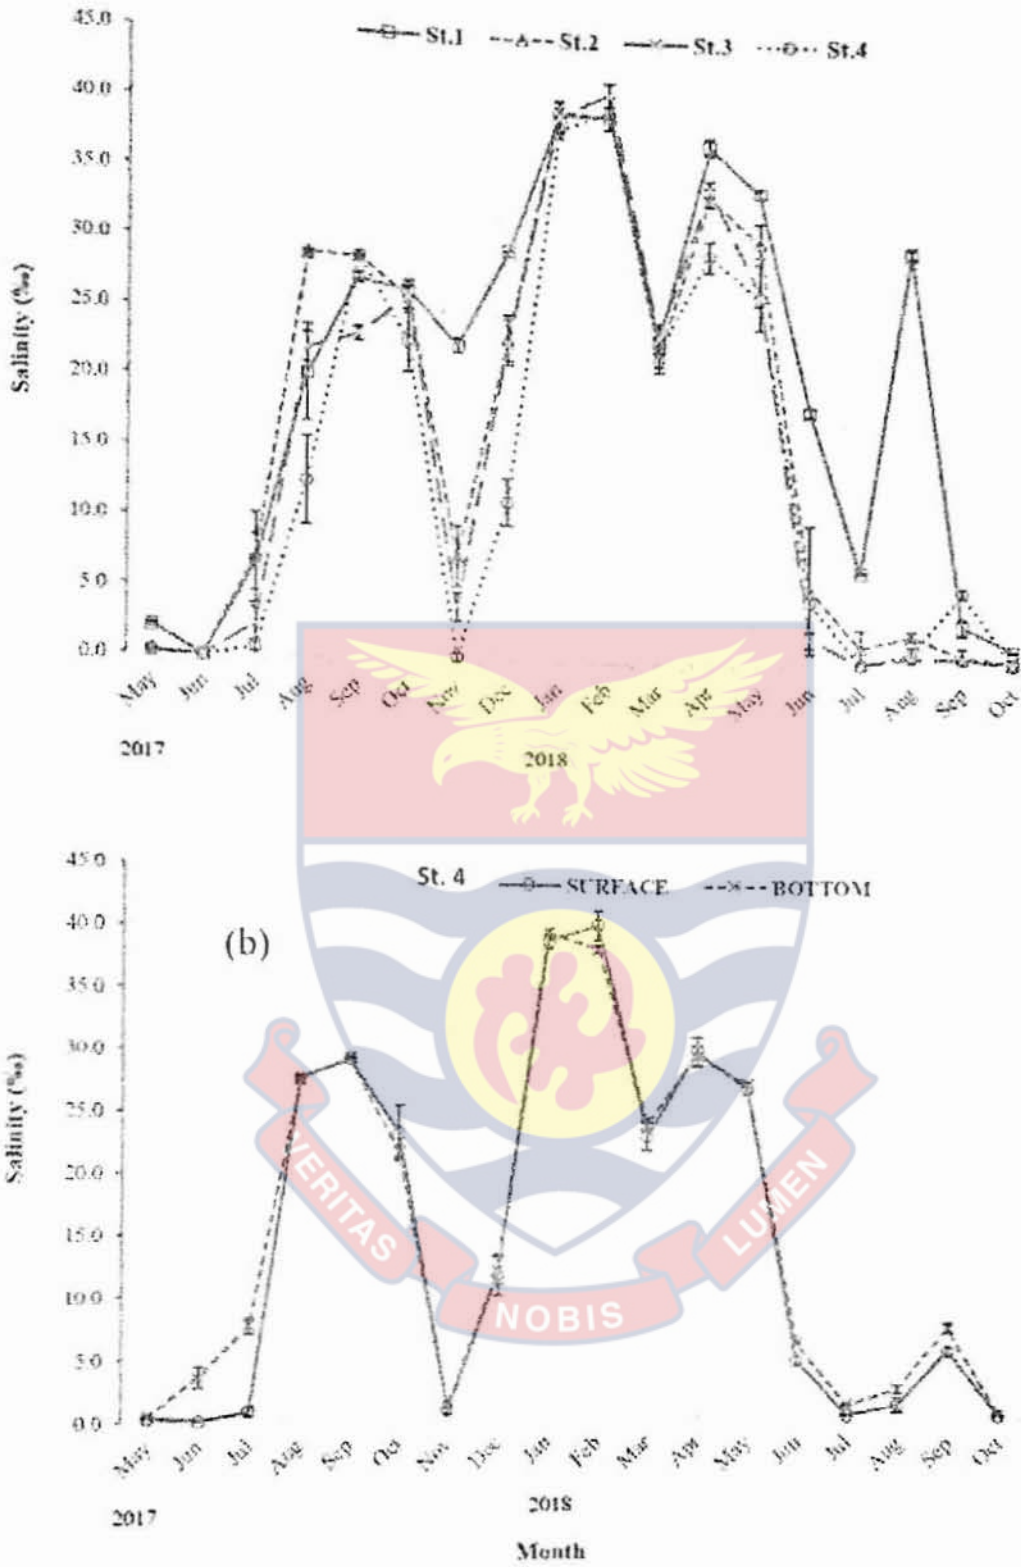 45.0
St.1 St.2 St.3 St.4
40.0
35.0
30.0
25.0
20.0
15.0
10.0
5.0
0.0
Salinity (‰)
May Jun Jul Aug Sep Oct Nov Dec Jan Feb Mar Apr May Jun Jul Aug Sep Oct
2017 2018
45.0
St. 4 SURFACE BOTTOM
(b)
40.0
35.0
30.0
25.0
20.0
15.0
10.0
5.0
0.0
Salinity (‰)
VERITAS
NOBIS
LUMEN
May Jun Jul Aug Sep Oct Nov Dec Jan Feb Mar Apr May Jun Jul Aug Sep Oct
2017 2018
Month